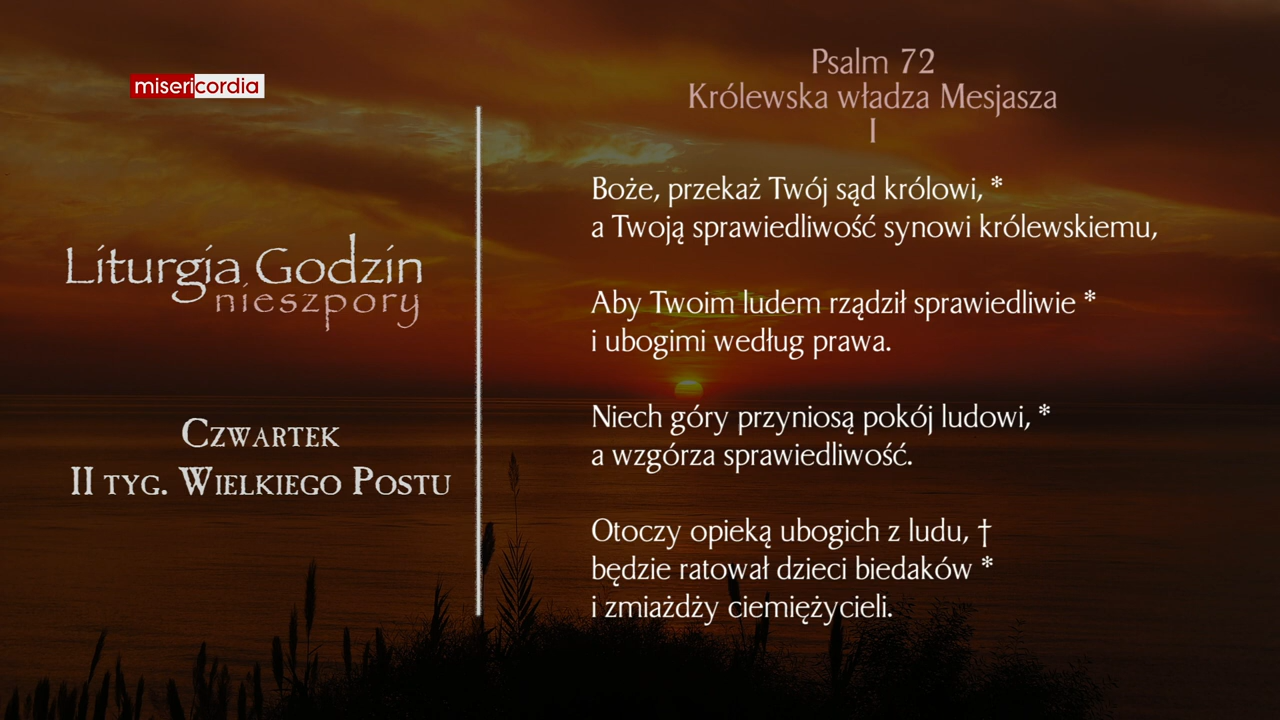 misericordia
Liturgia Godzin
nieszpory
Czwartek
II tyg. Wielkiego Postu
Psalm 72
Królewska władza Mesjasza
I
Boże, przekaż Twój sąd królowi, *
a Twoją sprawiedliwość synowi królewskiemu,
Aby Twoim ludem rządził sprawiedliwie *
i ubogimi według prawa.
Niech góry przyniosą pokój ludowi, *
a wzgórza sprawiedliwość.
Otoczy opieką ubogich z ludu, †
będzie ratował dzieci biedaków *
i zmiażdży ciemiężycieli.